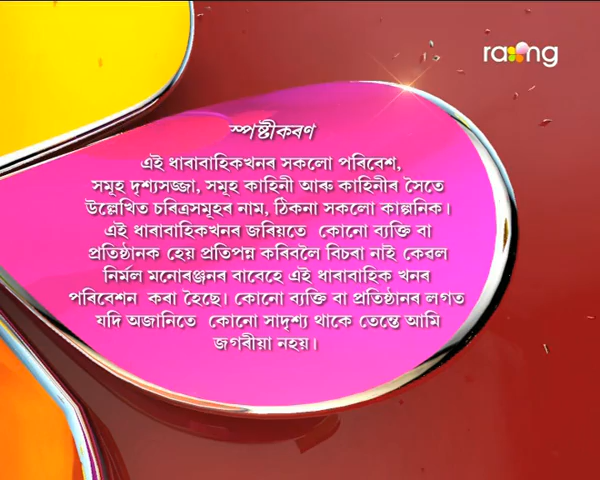 rang
স্পষ্টীকৰণ
এই ধাৰাবাহিকখনৰ সকলো পৰিবেশ,
সমূহ দৃশ্যসজ্জা, সমূহ কাহিনী আৰু কাহিনীৰ সৈতে
উল্লেখিত চৰিত্ৰসমূহৰ নাম, ঠিকনা সকলো কাল্পনিক।
এই ধাৰাবাহিকখনৰ জৰিয়তে কোনো ব্যক্তি বা
প্ৰতিষ্ঠানক হেয় প্ৰতিপন্ন কৰিবলৈ বিচৰা নাই কেৱল
নিৰ্মল মনোৰঞ্জনৰ বাবেহে এই ধাৰাবাহিক খনৰ
পৰিবেশন কৰা হৈছে। কোনো ব্যক্তি বা প্ৰতিষ্ঠানৰ লগত
যদি অজানিতে কোনো সাদৃশ্য থাকে তেন্তে আমি
জগৰীয়া নহয়।